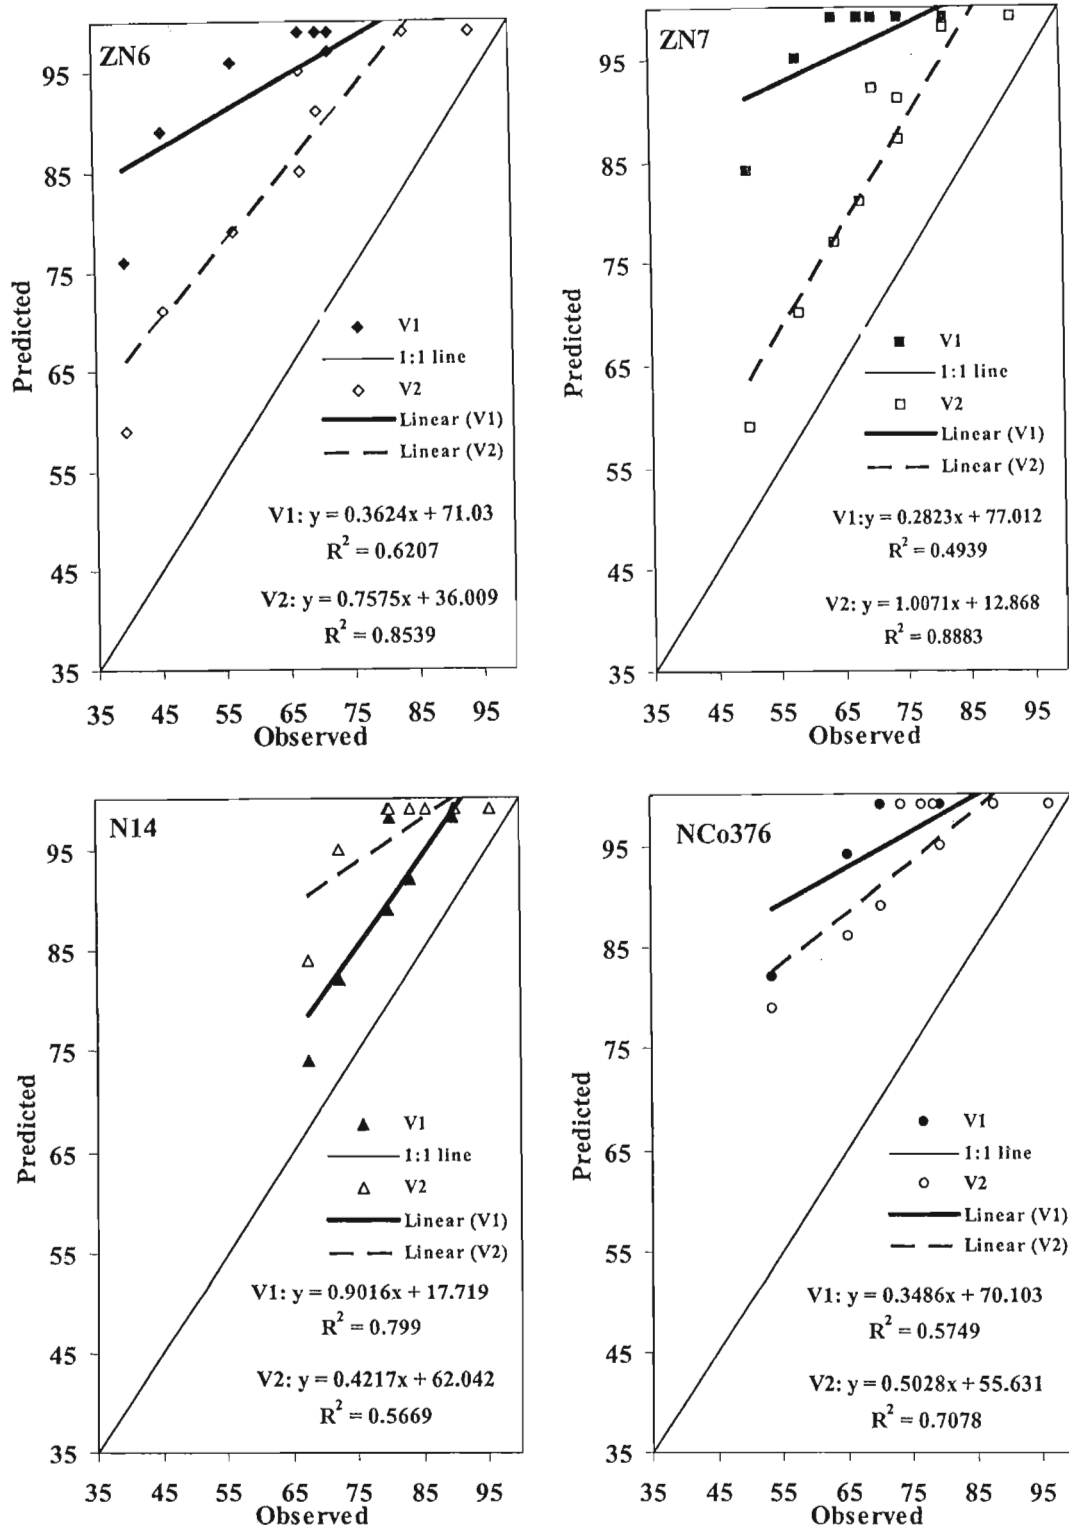 ZN6
95
85
75
65
55
45
35
Predicted
V1
1:1 line
V2
Linear (V1)
Linear (V2)
V1: y = 0.3624x + 71.03
R² = 0.6207
V2: y = 0.7575x + 36.009
R² = 0.8539
35 45 55 65 75 85 95
Observed
ZN7
95
85
75
65
55
45
35
Predicted
V1
1:1 line
V2
Linear (V1)
Linear (V2)
V1:y = 0.2823x + 77.012
R² = 0.4939
V2: y = 1.0071x + 12.868
R² = 0.8883
35 45 55 65 75 85 95
Observed
N14
95
85
75
65
55
45
35
Predicted
V1
1:1 line
V2
Linear (V1)
Linear (V2)
V1: y = 0.9016x + 17.719
R² = 0.799
V2: y = 0.4217x + 62.042
R² = 0.5669
35 45 55 65 75 85 95
Observed
NCo376
95
85
75
65
55
45
35
Predicted
V1
1:1 line
V2
Linear (V1)
Linear (V2)
V1: y = 0.3486x + 70.103
R² = 0.5749
V2: y = 0.5028x + 55.631
R² = 0.7078
35 45 55 65 75 85 95
Observed